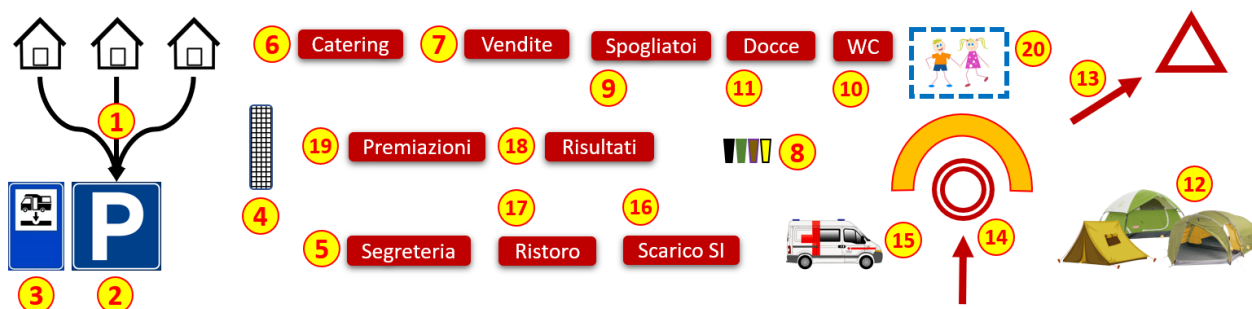 6 Catering 7 Vendite Spogliatoi Docce WC 20
9 11 10 13
1
19 Premiazioni 18 Risultati 8
P
4 17 16 12
5 Segreteria Ristoro Scarico SI 15 14
3 2